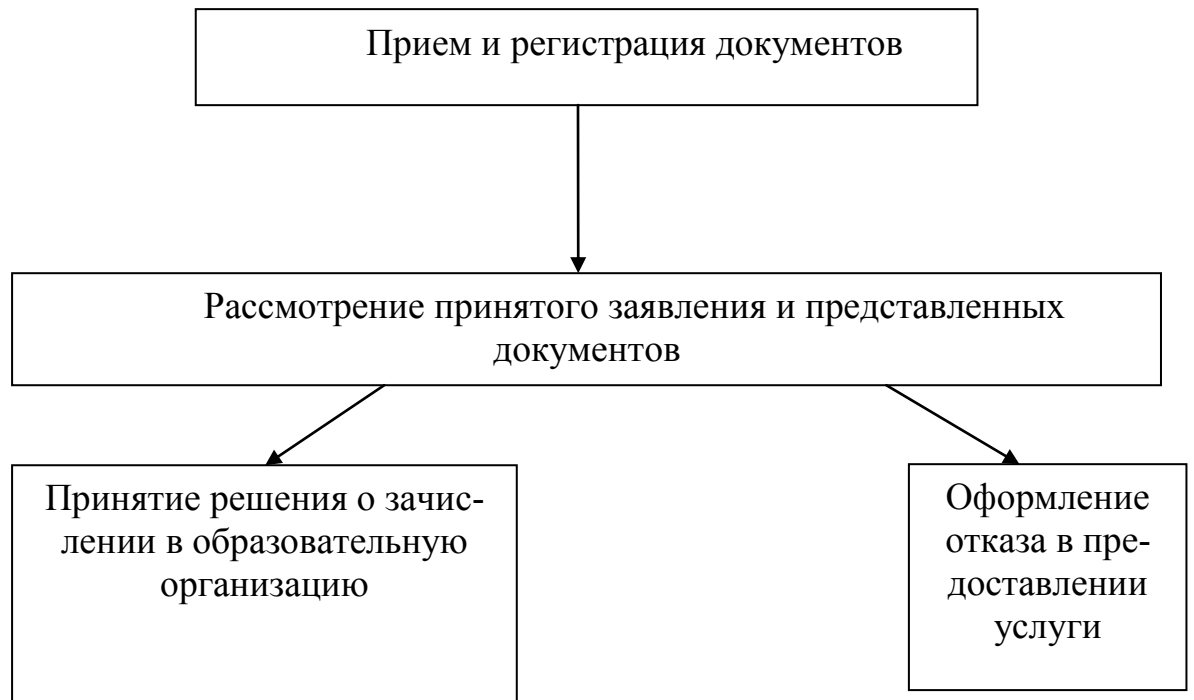 Прием и регистрация документов
Рассмотрение принятого заявления и представленных
документов
Принятие решения о зачис-
лении в образовательную
организацию
Оформление
отказа в пре-
доставлении
услуги